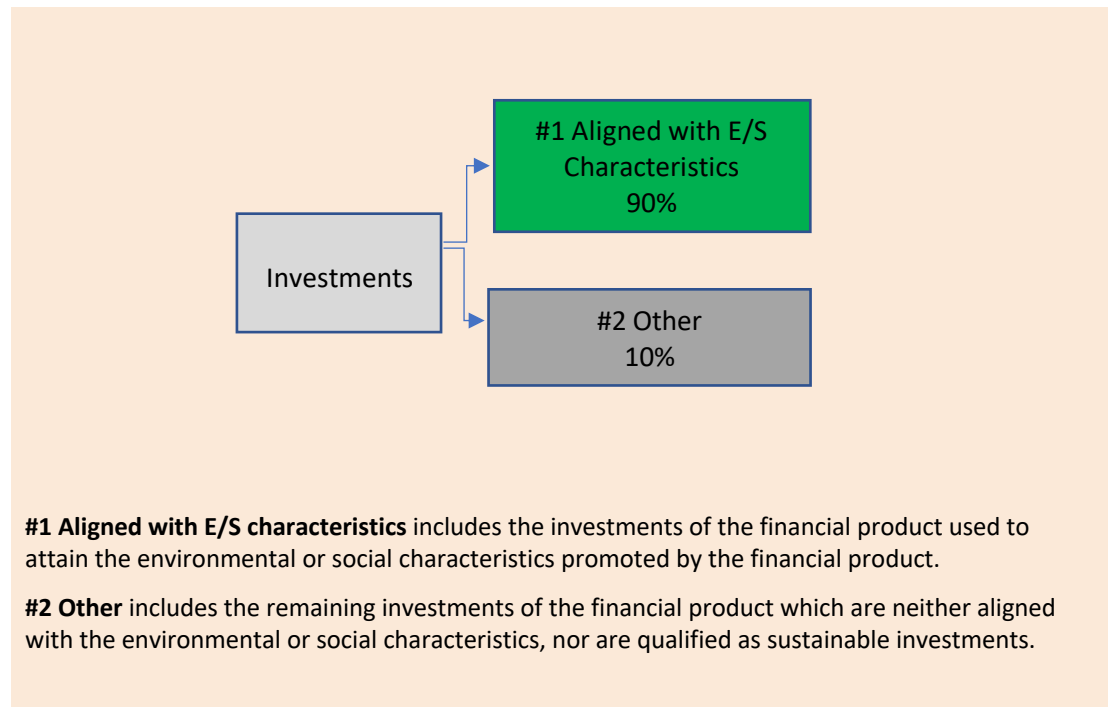 #1 Aligned with E/S
Characteristics
90%
Investments
#2 Other
10%
#1 Aligned with E/S characteristics includes the investments of the financial product used to
attain the environmental or social characteristics promoted by the financial product.
#2 Other includes the remaining investments of the financial product which are neither aligned
with the environmental or social characteristics, nor are qualified as sustainable investments.